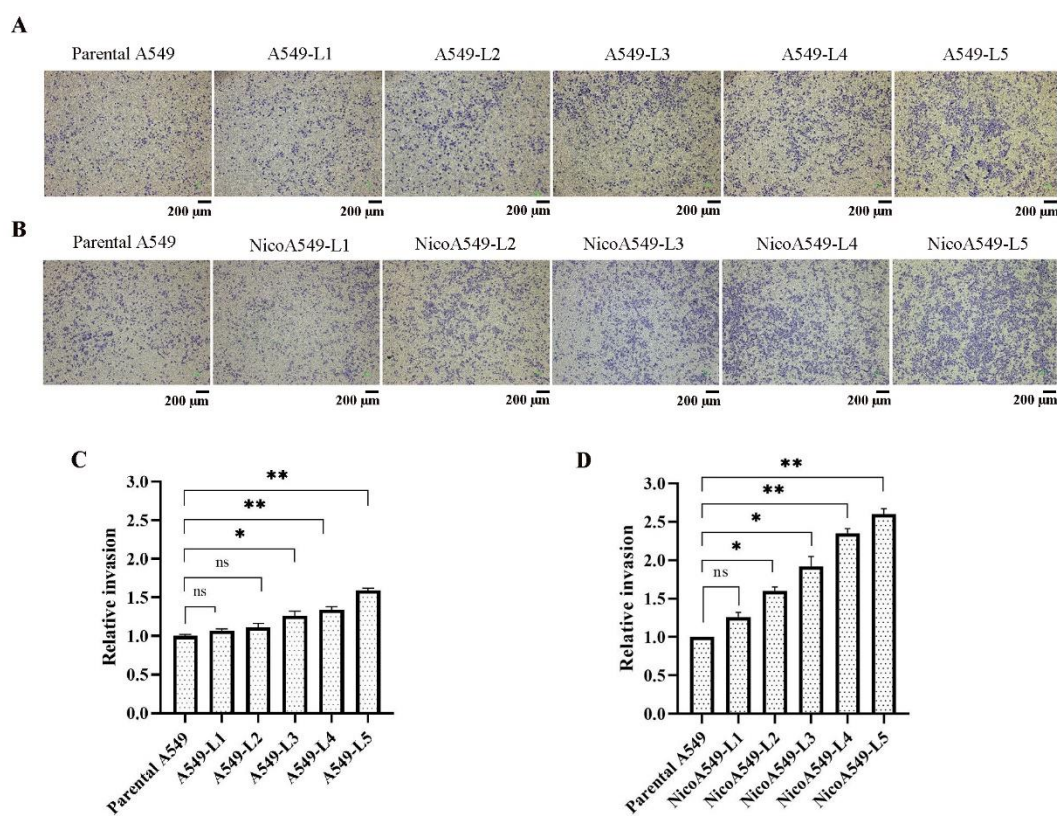 A
Parental A549 A549-L1 A549-L2 A549-L3 A549-L4 A549-L5
200 μm 200 μm 200 μm 200 μm 200 μm 200 μm
B
Parental A549 NicoA549-L1 NicoA549-L2 NicoA549-L3 NicoA549-L4 NicoA549-L5
200 μm 200 μm 200 μm 200 μm 200 μm 200 μm
C
Relative invasion
3.0
2.5
2.0
1.5
1.0
0.5
0.0
**
**
*
ns
ns
Parental A549
A549-L1
A549-L2
A549-L3
A549-L4
A549-L5
D
Relative invasion
3.0
2.5
2.0
1.5
1.0
0.5
0.0
**
**
*
*
ns
Parental A549
NicoA549-L1
NicoA549-L2
NicoA549-L3
NicoA549-L4
NicoA549-L5